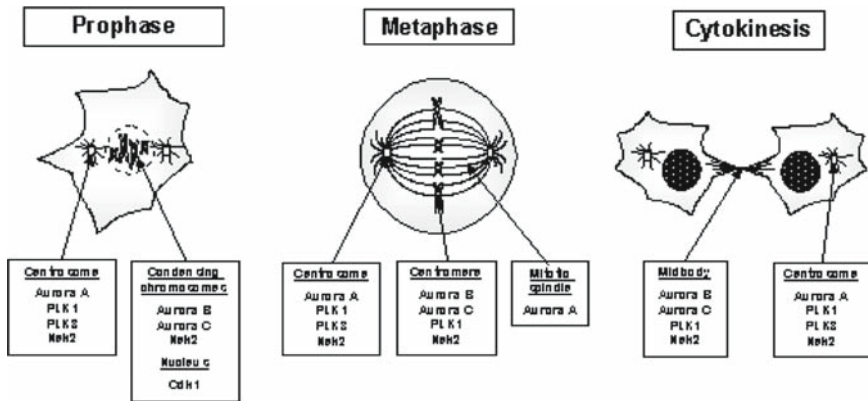 Prophase
Metaphase
Cytokinesis
Centrosome
Aurora A
PLK1
PLK3
Nek2
Condensing
chromosomes
Aurora B
Aurora C
Nek2
Nucleus
Cdk1
Centrosome
Aurora A
PLK1
PLK3
Nek2
Centromere
Aurora B
Aurora C
PLK1
Nek2
Mitotic
spindle
Aurora A
Midbody
Aurora B
Aurora C
PLK1
Nek2
Centrosome
Aurora A
PLK1
PLK3
Nek2